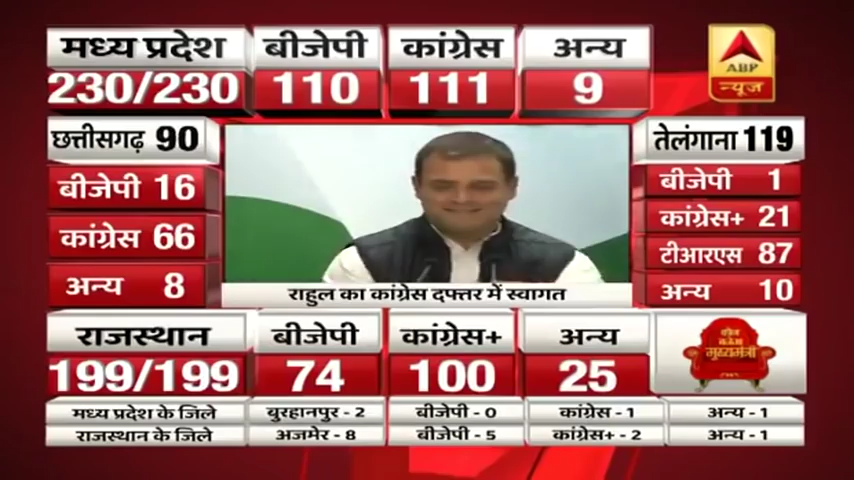 मध्य प्रदेश बीजेपी कांग्रेस अन्य
230/230 110 111 9
ABP
न्यूज़
छत्तीसगढ़ 90
बीजेपी 16
कांग्रेस 66
अन्य 8
तेलंगाना 119
बीजेपी 1
कांग्रेस+ 21
टीआरएस 87
अन्य 10
राहुल का कांग्रेस दफ्तर में स्वागत
राजस्थान बीजेपी कांग्रेस+ अन्य
199/199 74 100 25
कौन बनेगा
मुख्यमंत्री
मध्य प्रदेश के जिले बुरहानपुर - 2 बीजेपी - 0 कांग्रेस - 1 अन्य - 1
राजस्थान के जिले अजमेर - 8 बीजेपी - 5 कांग्रेस+ - 2 अन्य - 1